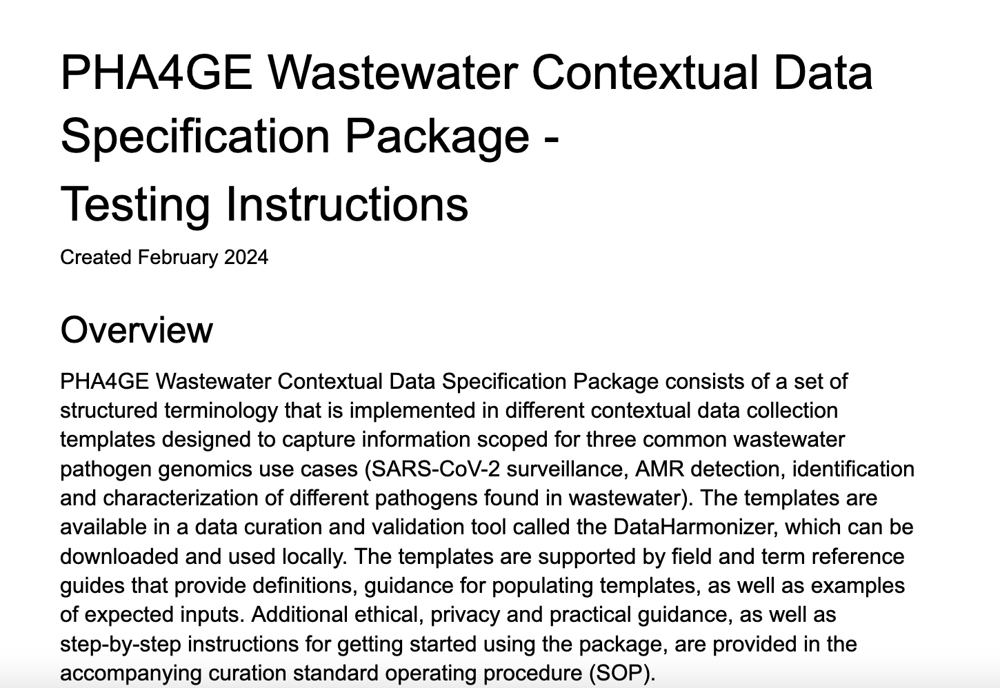 PHA4GE Wastewater Contextual Data
Specification Package -
Testing Instructions
Created February 2024
Overview
PHA4GE Wastewater Contextual Data Specification Package consists of a set of
structured terminology that is implemented in different contextual data collection
templates designed to capture information scoped for three common wastewater
pathogen genomics use cases (SARS-CoV-2 surveillance, AMR detection, identification
and characterization of different pathogens found in wastewater). The templates are
available in a data curation and validation tool called the DataHarmonizer, which can be
downloaded and used locally. The templates are supported by field and term reference
guides that provide definitions, guidance for populating templates, as well as examples
of expected inputs. Additional ethical, privacy and practical guidance, as well as
step-by-step instructions for getting started using the package, are provided in the
accompanying curation standard operating procedure (SOP).